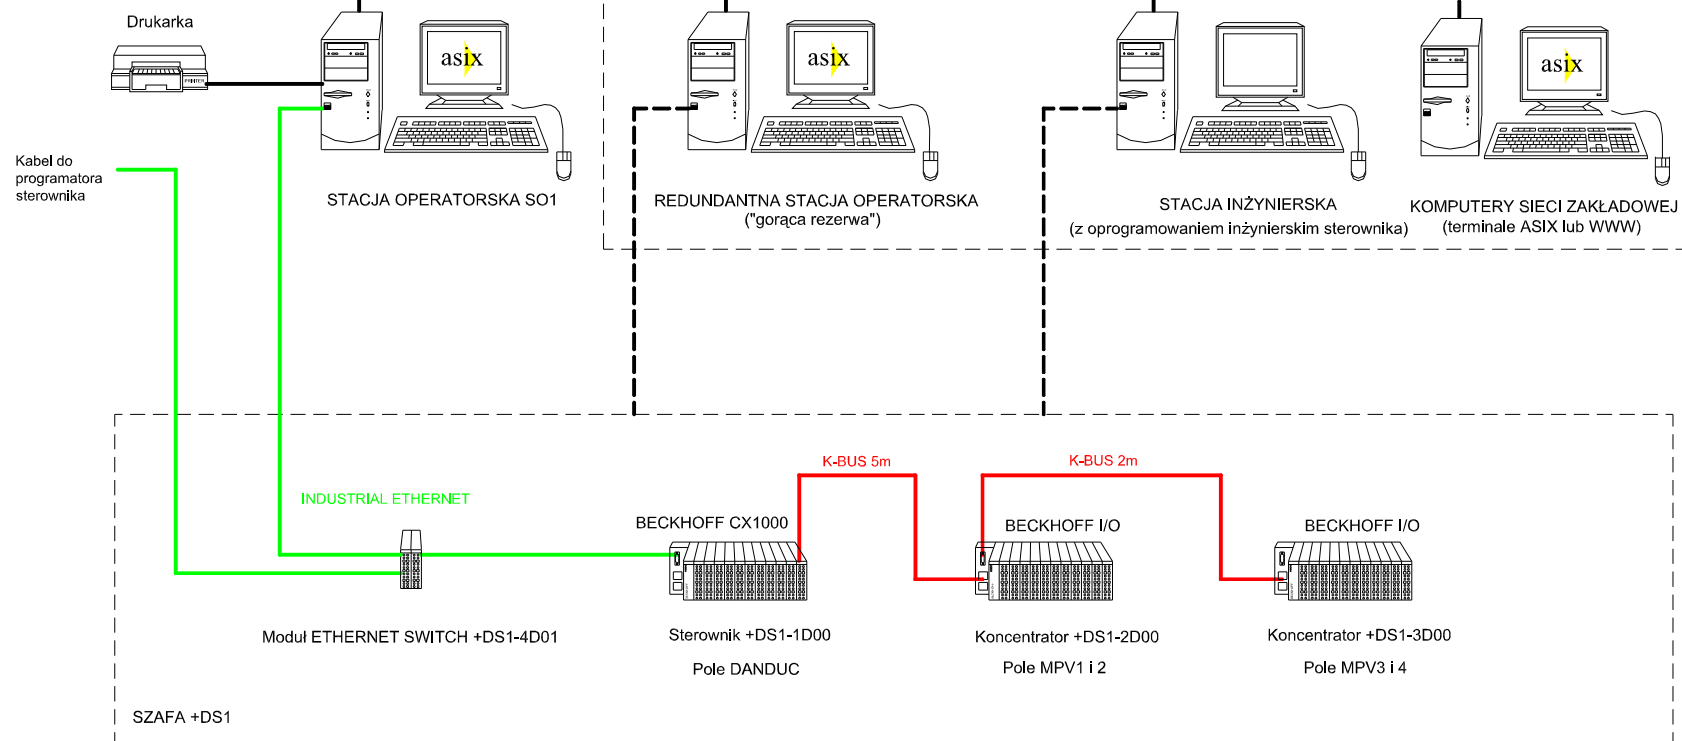 Drukarka
PRINTER
asix
asix
asix
Kabel do
programatora
sterownika
STACJA OPERATORSKA SO1
REDUNDANTNA STACJA OPERATORSKA
("gorąca rezerwa")
STACJA INŻYNIERSKA
(z oprogramowaniem inżynierskim sterownika)
KOMPUTERY SIECI ZAKŁADOWEJ
(terminale ASIX lub WWW)
K-BUS 5m
K-BUS 2m
INDUSTRIAL ETHERNET
BECKHOFF CX1000
BECKHOFF I/O
BECKHOFF I/O
Moduł ETHERNET SWITCH +DS1-4D01
Sterownik +DS1-1D00
Pole DANDUC
Koncentrator +DS1-2D00
Pole MPV1 i 2
Koncentrator +DS1-3D00
Pole MPV3 i 4
SZAFA +DS1